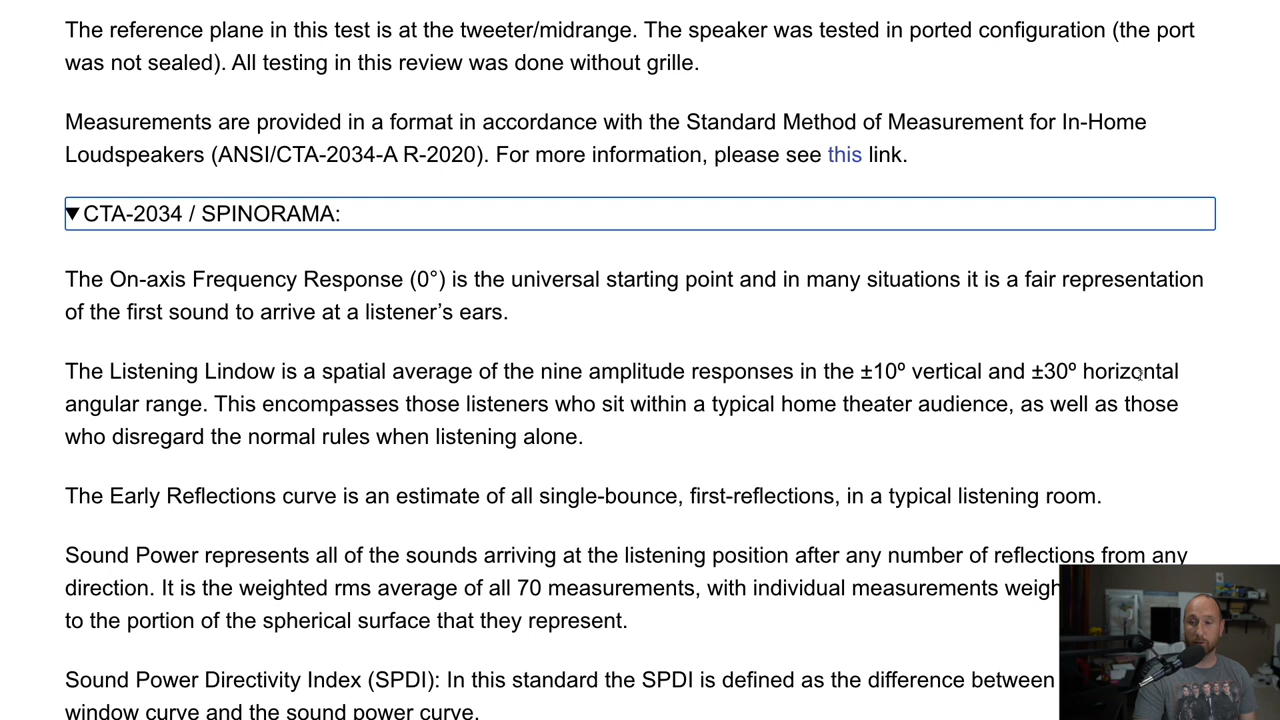 The reference plane in this test is at the tweeter/midrange. The speaker was tested in ported configuration (the port
was not sealed). All testing in this review was done without grille.
Measurements are provided in a format in accordance with the Standard Method of Measurement for In-Home
Loudspeakers (ANSI/CTA-2034-A R-2020). For more information, please see this link.
▼CTA-2034 / SPINORAMA:
The On-axis Frequency Response (0°) is the universal starting point and in many situations it is a fair representation
of the first sound to arrive at a listener’s ears.
The Listening Lindow is a spatial average of the nine amplitude responses in the ±10º vertical and ±30º horizontal
angular range. This encompasses those listeners who sit within a typical home theater audience, as well as those
who disregard the normal rules when listening alone.
The Early Reflections curve is an estimate of all single-bounce, first-reflections, in a typical listening room.
Sound Power represents all of the sounds arriving at the listening position after any number of reflections from any
direction. It is the weighted rms average of all 70 measurements, with individual measurements
to the portion of the spherical surface that they represent.
Sound Power Directivity Index (SPDI): In this standard the SPDI is defined as the difference between
window curve and the sound power curve.